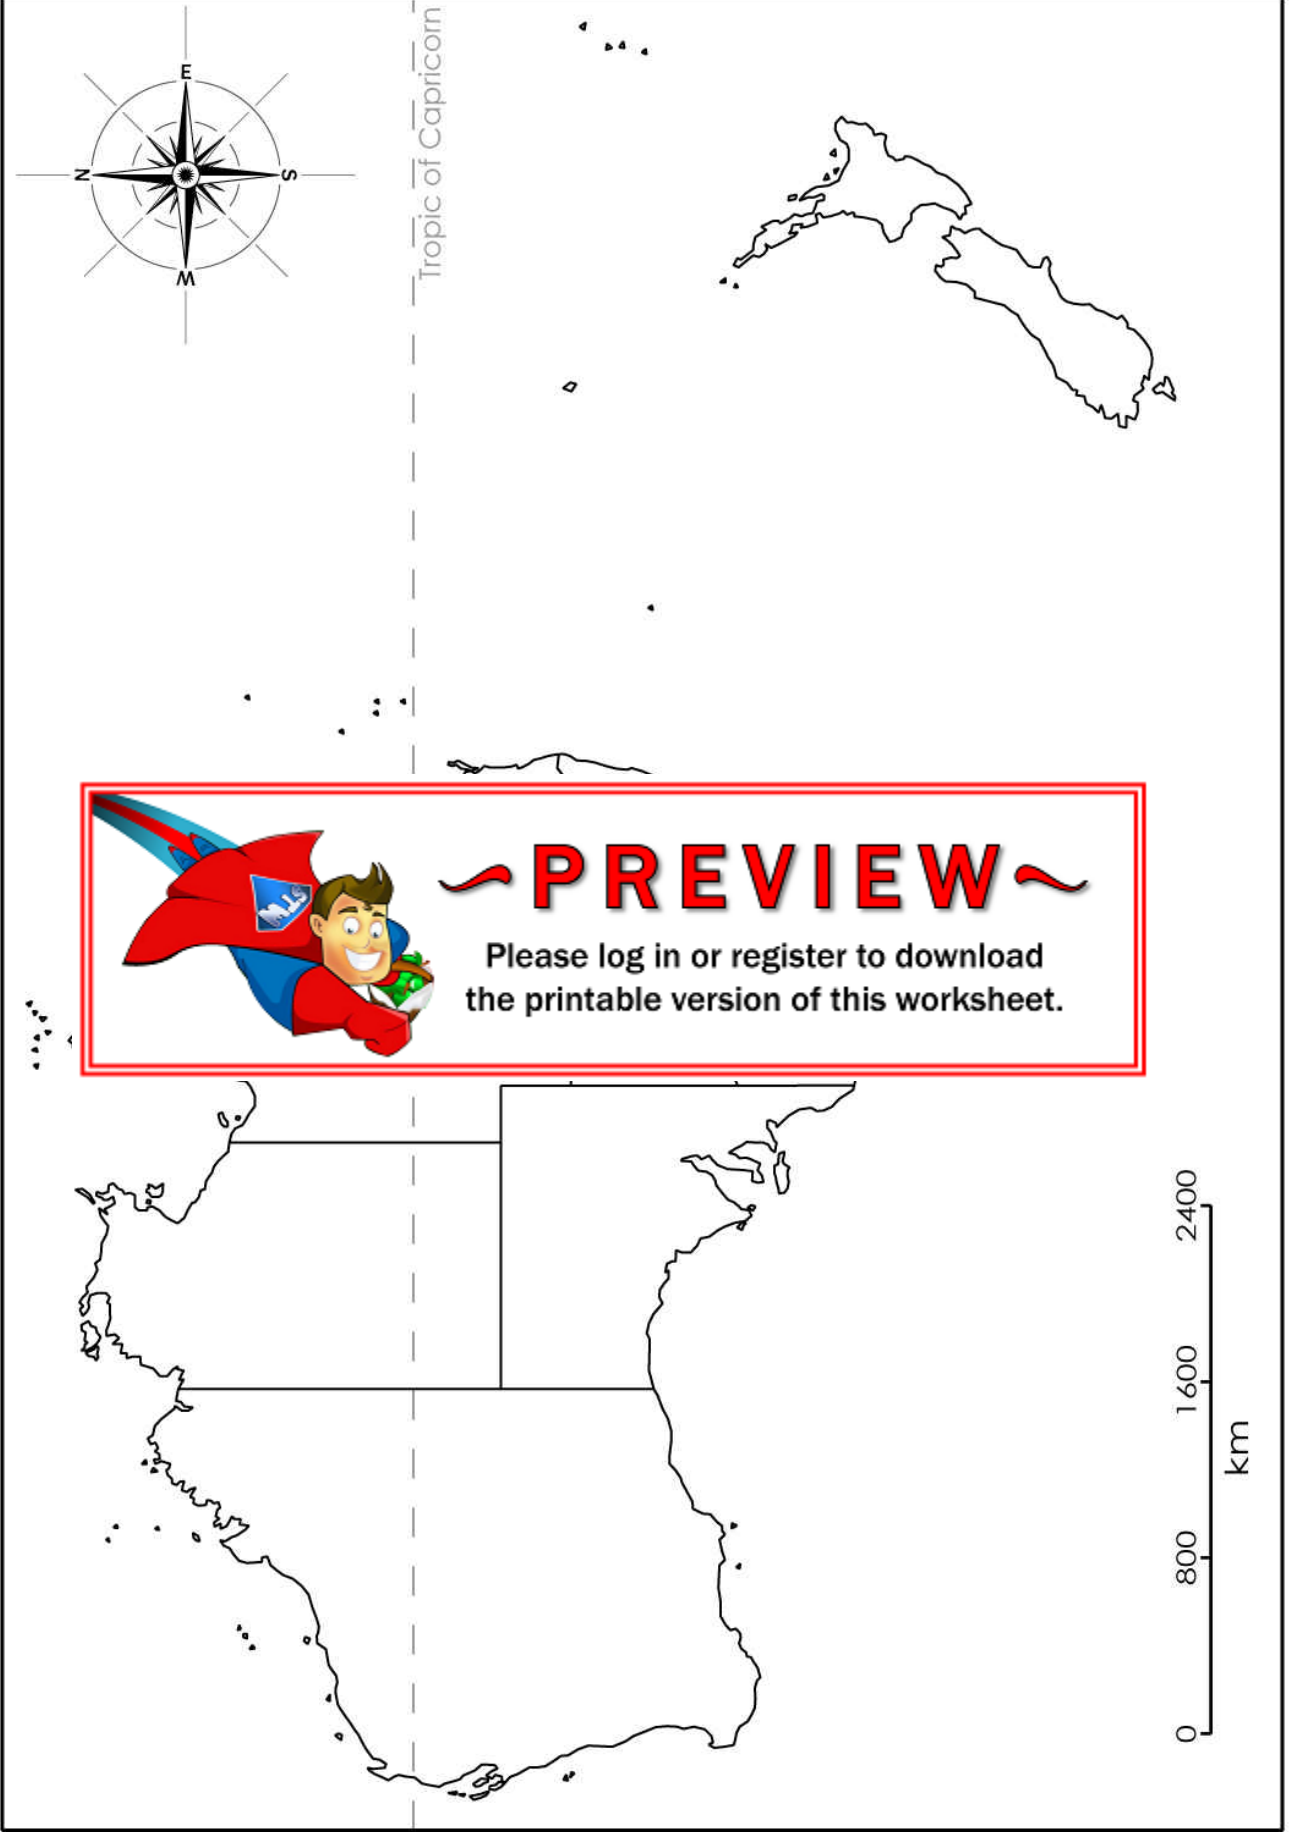 E
N
S
W
Tropic of Capricorn
~PREVIEW~
Please log in or register to download
the printable version of this worksheet.
2400
1600
800
0
km